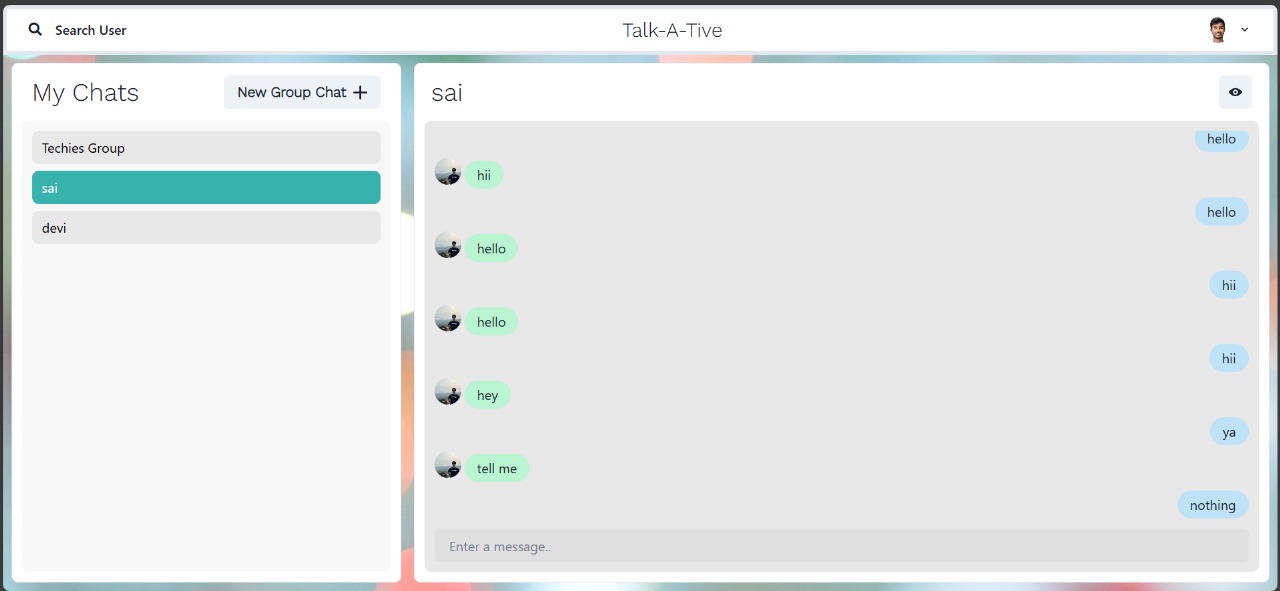 Search User
Talk-A-Tive
My Chats
New Group Chat
Techies Group
sai
devi
sai
hello
hii
hello
hello
hii
hello
hii
hey
ya
tell me
nothing
Enter a message..